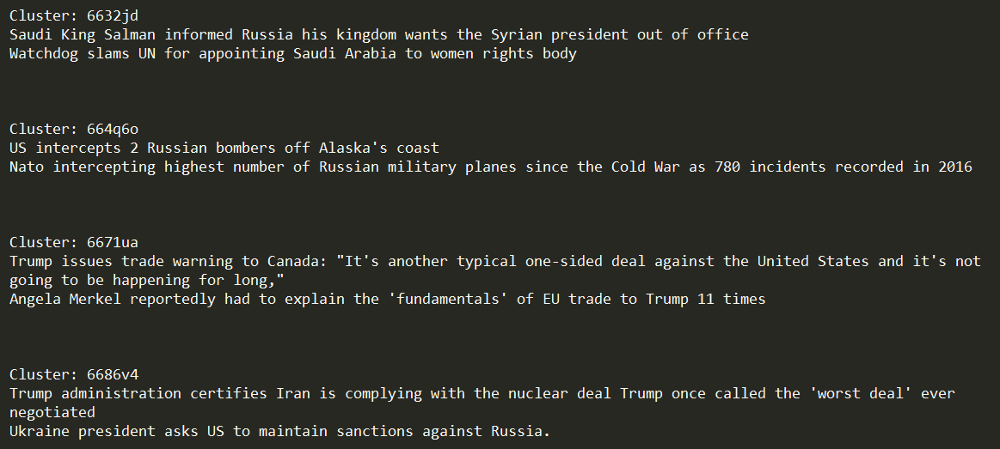 Cluster: 6632jd
Saudi King Salman informed Russia his kingdom wants the Syrian president out of office
Watchdog slams UN for appointing Saudi Arabia to women rights body
Cluster: 664q6o
US intercepts 2 Russian bombers off Alaska's coast
Nato intercepting highest number of Russian military planes since the Cold War as 780 incidents recorded in 2016
Cluster: 6671ua
Trump issues trade warning to Canada: "It's another typical one-sided deal against the United States and it's not
going to be happening for long,"
Angela Merkel reportedly had to explain the 'fundamentals' of EU trade to Trump 11 times
Cluster: 6686v4
Trump administration certifies Iran is complying with the nuclear deal Trump once called the 'worst deal' ever
negotiated
Ukraine president asks US to maintain sanctions against Russia.